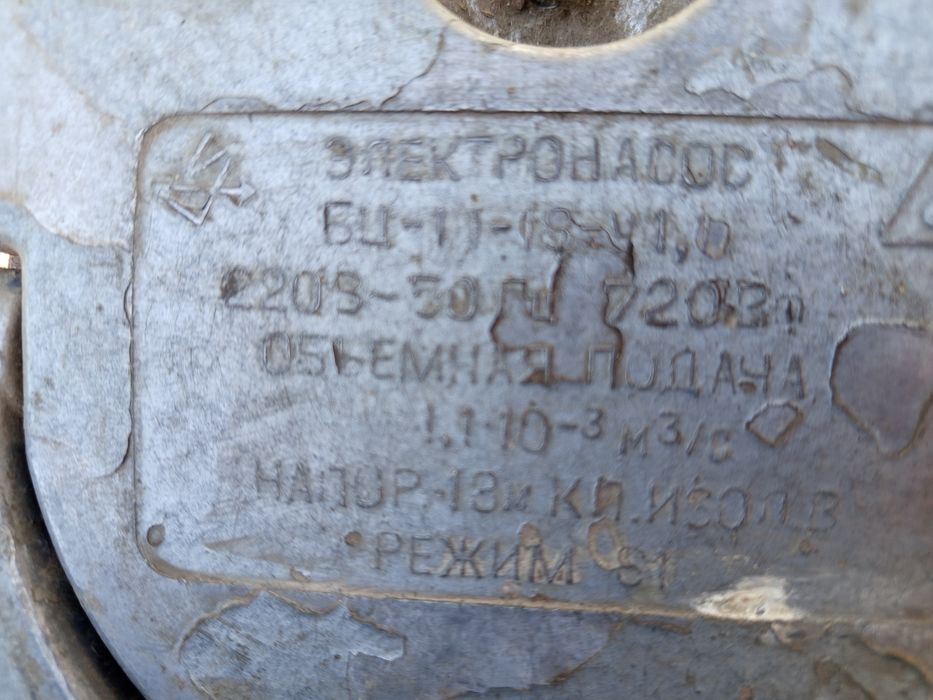 ЭЛЕКТРОНАСОС
БЦ-1,1-18-У1,1
220В-50Гц 720Вт
ОБЪЕМНАЯ ПОДАЧА
1,1·10-³ м³/с
НАПОР-18м КЛ.ИЗОЛ.В
РЕЖИМ S1